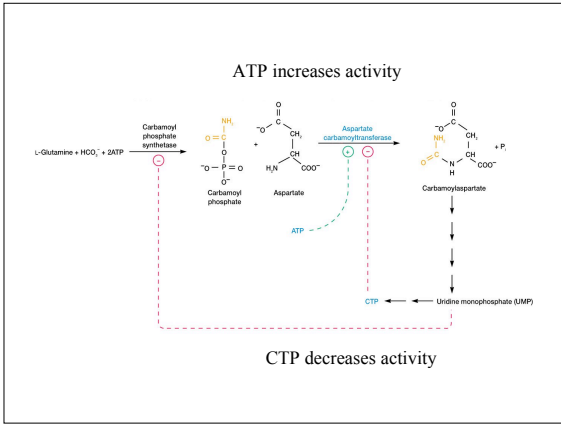 ATP increases activity
Carbamoyl
phosphate
synthetase
L-Glutamine + HCO₃⁻ + 2ATP
−
NH₂
O=C
O
⁻O—P=O
O⁻
Carbamoyl
phosphate
+
O
C
⁻O
CH₂
CH
H₂N
COO⁻
Aspartate
Aspartate
carbamoyltransferase
+
−
O
C
⁻O
NH₂
CH₂
C
O
N
H
CH
COO⁻
Carbamoylaspartate
+ Pᵢ
ATP
CTP
Uridine monophosphate (UMP)
CTP decreases activity